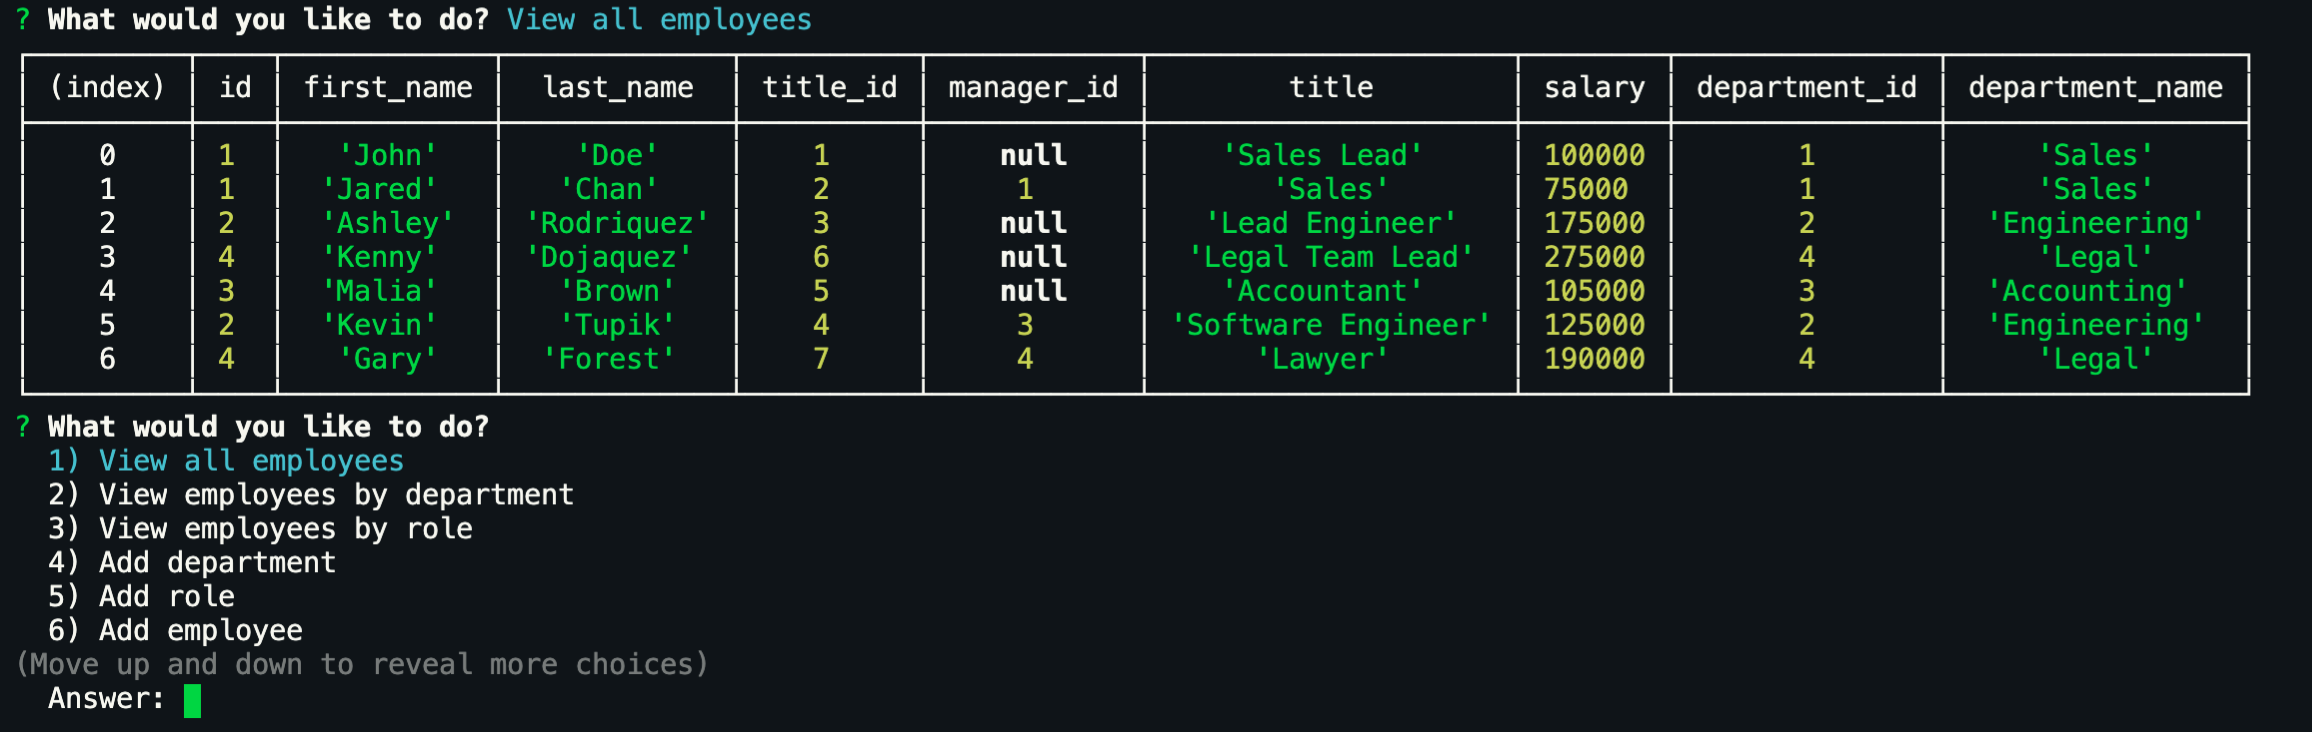 ? What would you like to do? View all employees
(index) id first_name last_name title_id manager_id title salary department_id department_name
0 1 'John' 'Doe' 1 null 'Sales Lead' 100000 1 'Sales'
1 1 'Jared' 'Chan' 2 1 'Sales' 75000 1 'Sales'
2 2 'Ashley' 'Rodriquez' 3 null 'Lead Engineer' 175000 2 'Engineering'
3 4 'Kenny' 'Dojaquez' 6 null 'Legal Team Lead' 275000 4 'Legal'
4 3 'Malia' 'Brown' 5 null 'Accountant' 105000 3 'Accounting'
5 2 'Kevin' 'Tupik' 4 3 'Software Engineer' 125000 2 'Engineering'
6 4 'Gary' 'Forest' 7 4 'Lawyer' 190000 4 'Legal'
? What would you like to do?
1) View all employees
2) View employees by department
3) View employees by role
4) Add department
5) Add role
6) Add employee
(Move up and down to reveal more choices)
Answer: